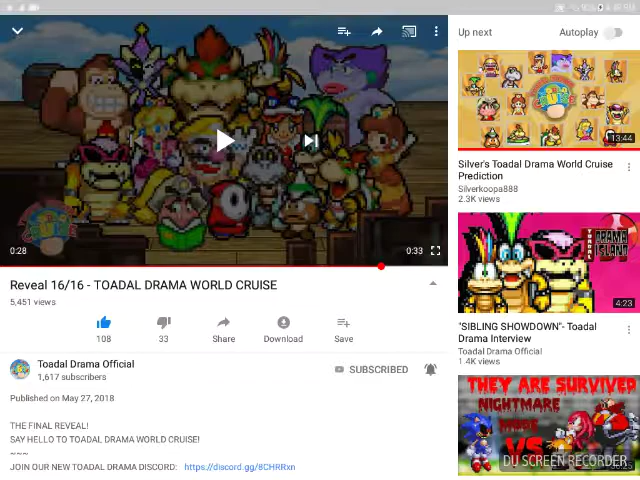 Up next
Autoplay
0:28
0:33
13:44
Silver's Toadal Drama World Cruise
Prediction
Silverkoopa888
2.3K views
Reveal 16/16 - TOADAL DRAMA WORLD CRUISE
5,451 views
108
33
Share
Download
Save
DRAMA
4:23
"SIBLING SHOWDOWN"- Toadal
Drama Interview
Toadal Drama Official
1.4K views
Toadal Drama Official
1,617 subscribers
SUBSCRIBED
Published on May 27, 2018
THE FINAL REVEAL!
SAY HELLO TO TOADAL DRAMA WORLD CRUISE!
~~~
JOIN OUR NEW TOADAL DRAMA DISCORD: https://discord.gg/8CHRRxn
THEY ARE SURVIVED
NIGHTMARE
VS
DU SCREEN RECORDER